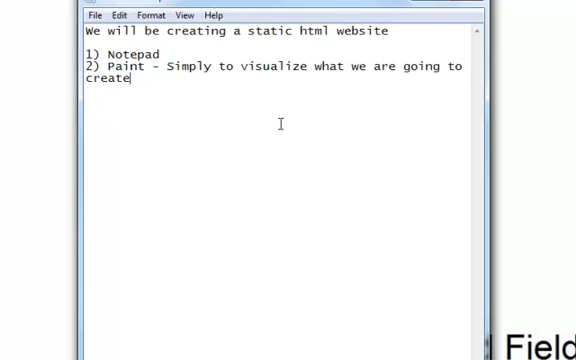 File Edit Format View Help
We will be creating a static html website
1) Notepad
2) Paint - Simply to visualize what we are going to
create
Field